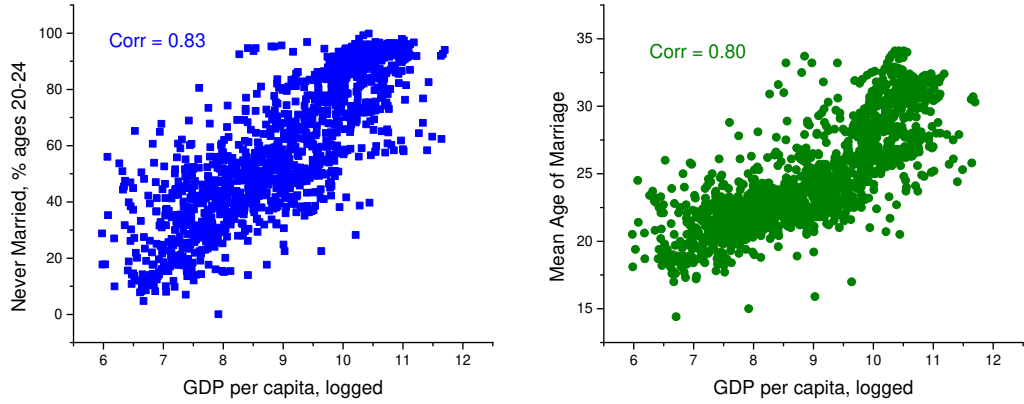 Corr = 0.83
Never Married, % ages 20-24
100
80
60
40
20
0
6 7 8 9 10 11 12
GDP per capita, logged
Corr = 0.80
Mean Age of Marriage
35
30
25
20
15
6 7 8 9 10 11 12
GDP per capita, logged